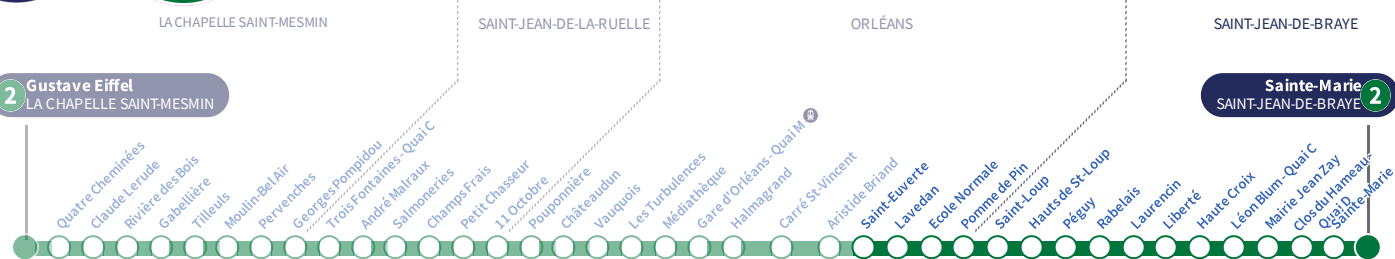 LA CHAPELLE SAINT-MESMIN
SAINT-JEAN-DE-LA-RUELLE
ORLÉANS
SAINT-JEAN-DE-BRAYE
2
Gustave Eiffel
LA CHAPELLE SAINT-MESMIN
Sainte-Marie
SAINT-JEAN-DE-BRAYE
2
Quatre Cheminées
Claude Lerude
Rivière des Bois
Gabellière
Tilleuls
Moulin-Bel Air
Pervenches
Georges Pompidou
Trois Fontaines - Quai C
André Malraux
Salmoneries
Champs Frais
Petit Chasseur
11 Octobre
Pouponnière
Châteaudun
Vauquois
Les Turbulences
Médiathèque
Gare d'Orléans - Quai M
Halmagrand
Carré St-Vincent
Aristide Briand
Saint-Euverte
Lavedan
Ecole Normale
Pomme de Pin
Saint-Loup
Hauts de St-Loup
Péguy
Rabelais
Laurencin
Liberté
Haute Croix
Léon Blum - Quai C
Mairie Jean Zay
Clos du Hameau -
Quai D
Sainte-Marie